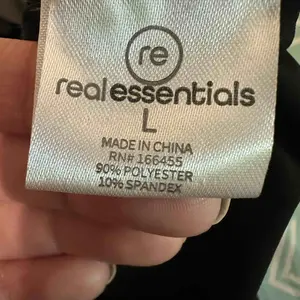 re
realessentials
L
MADE IN CHINA
RN# 166455
90% POLYESTER
10% SPANDEX